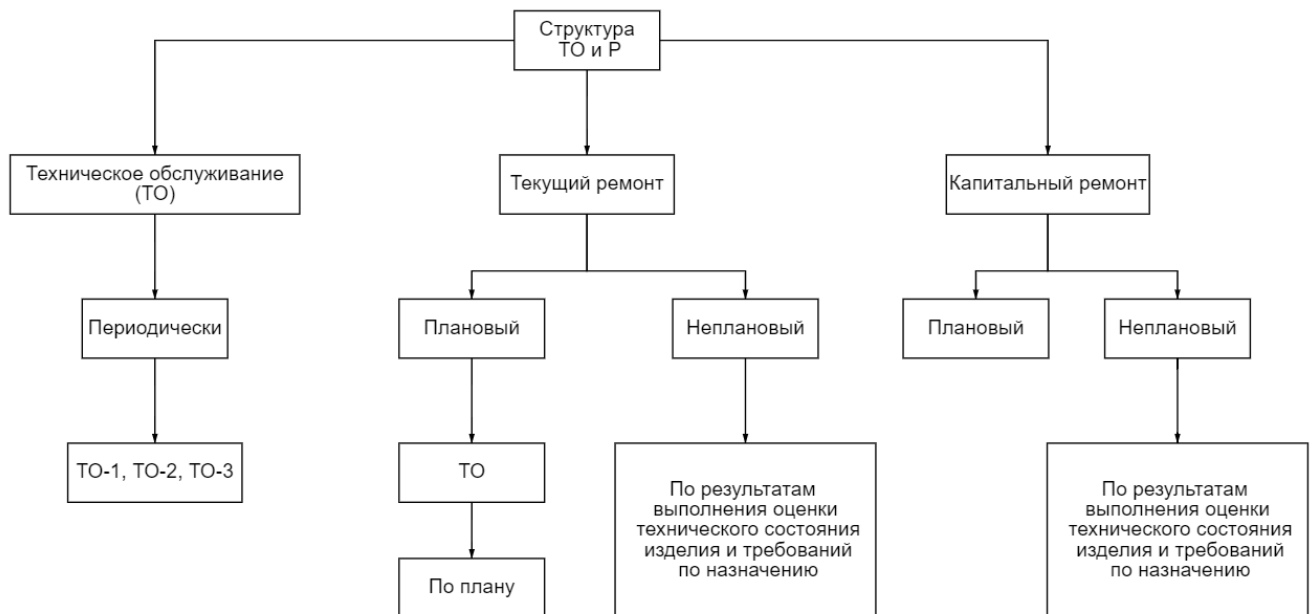 Структура
ТО и Р
Техническое обслуживание
(ТО)
Текущий ремонт
Капитальный ремонт
Периодически
Плановый
Неплановый
Плановый
Неплановый
ТО-1, ТО-2, ТО-3
ТО
По результатам
выполнения оценки
технического состояния
изделия и требований
по назначению
По результатам
выполнения оценки
технического состояния
изделия и требований
по назначению
По плану